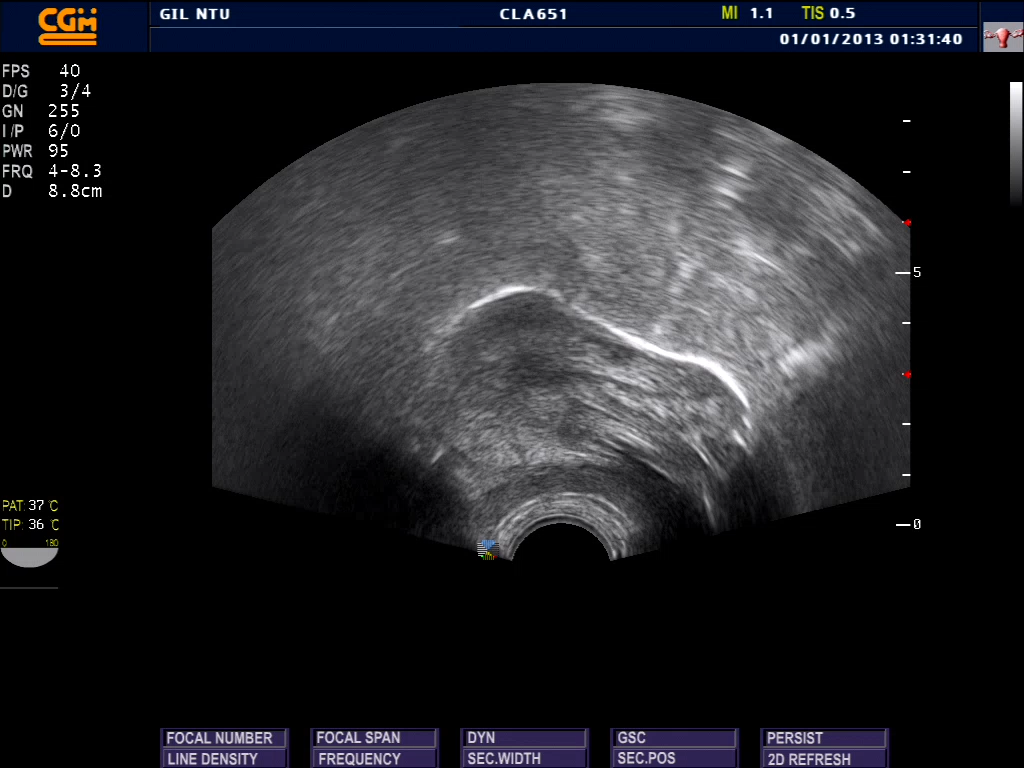 CGM
GIL NTU CLA651 MI 1.1 TIS 0.5
01/01/2013 01:31:40
FPS 40
D/G 3/4
GN 255
I/P 6/0
PWR 95
FRQ 4-8.3
D 8.8cm
5
PAT: 37 °C
TIP: 36 °C
0 180
0
FOCAL NUMBER FOCAL SPAN DYN GSC PERSIST
LINE DENSITY FREQUENCY SEC.WIDTH SEC.POS 2D REFRESH